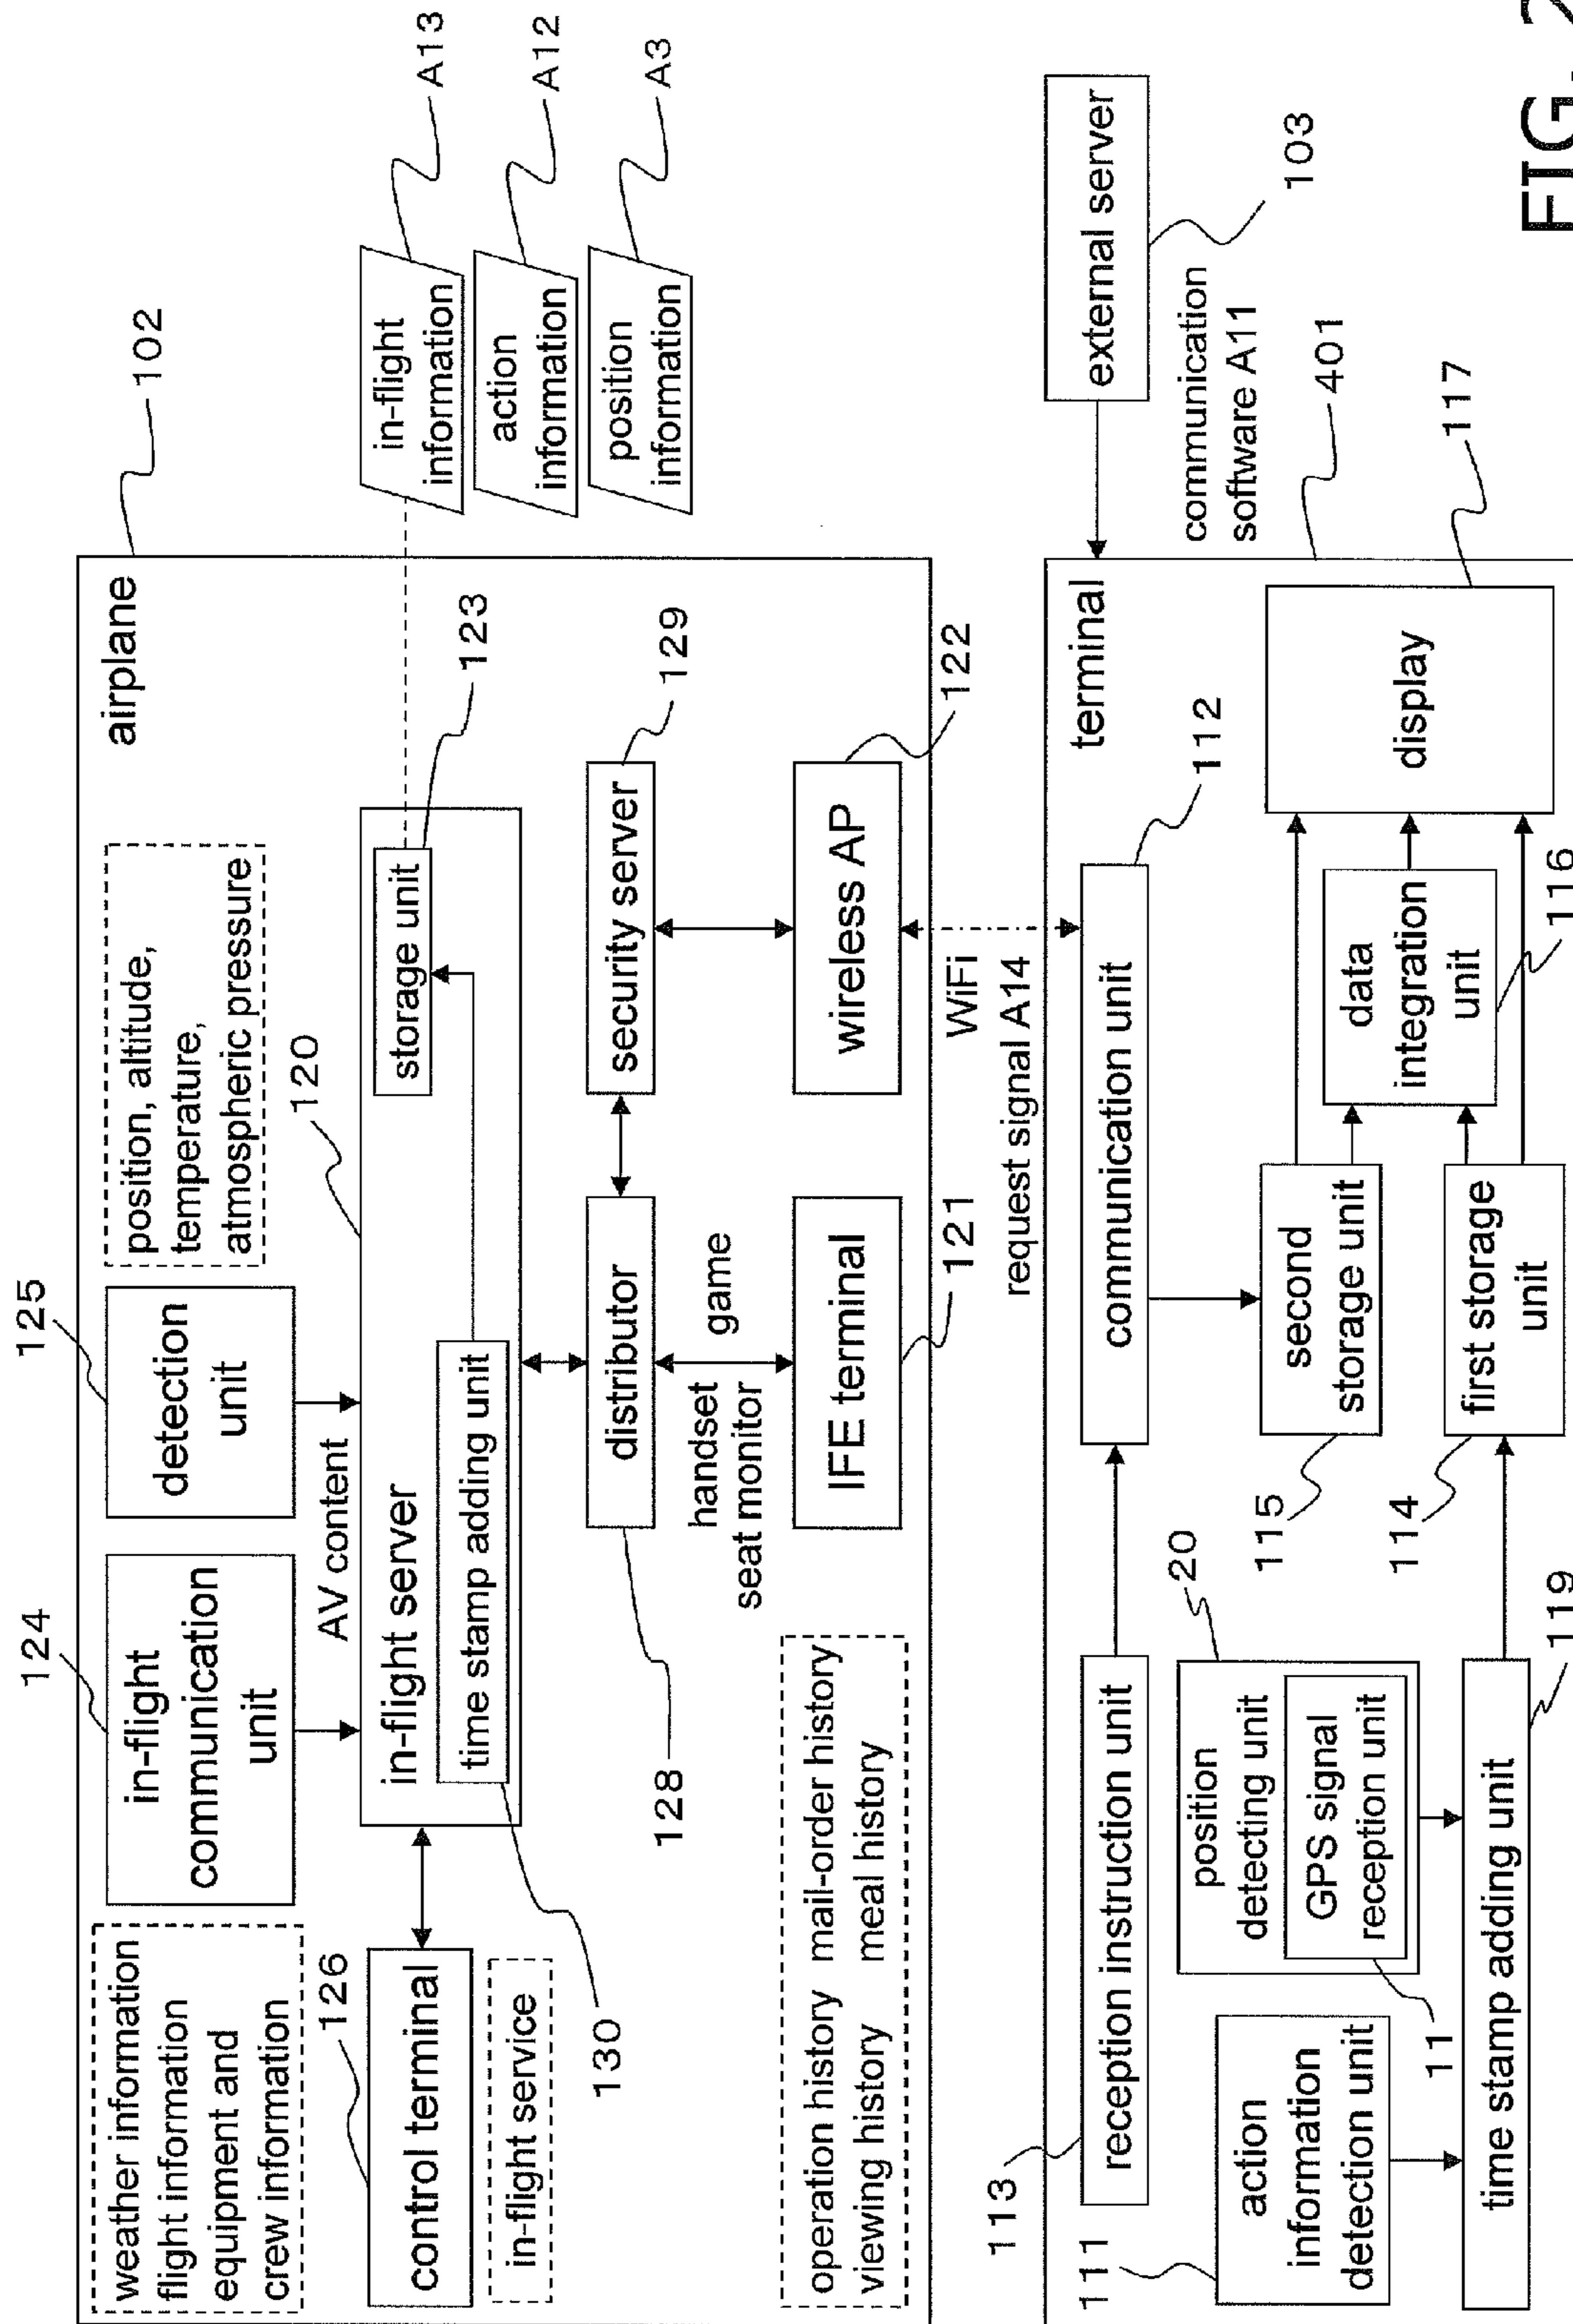 102
airplane
weather information
flight information
equipment and
crew information
124
in-flight
communication
unit
125
detection
unit
position, altitude,
temperature,
atmospheric pressure
AV content
120
126
control terminal
in-flight service
130
in-flight server
time stamp adding unit
storage unit
123
in-flight
information
A13
action
information
A12
position
information
A3
128
distributor
security server
129
handset
seat monitor
game
operation history mail-order history
viewing history meal history
IFE terminal
121
wireless AP
122
WiFi
request signal A14
external server
103
communication
software A11
401
terminal
113
reception instruction unit
communication unit
112
111
action
information
detection unit
position
detecting unit
GPS signal
reception unit
20
11
115
second
storage unit
114
first storage
unit
data
integration
unit
116
display
117
time stamp adding unit
119
FIG. 2